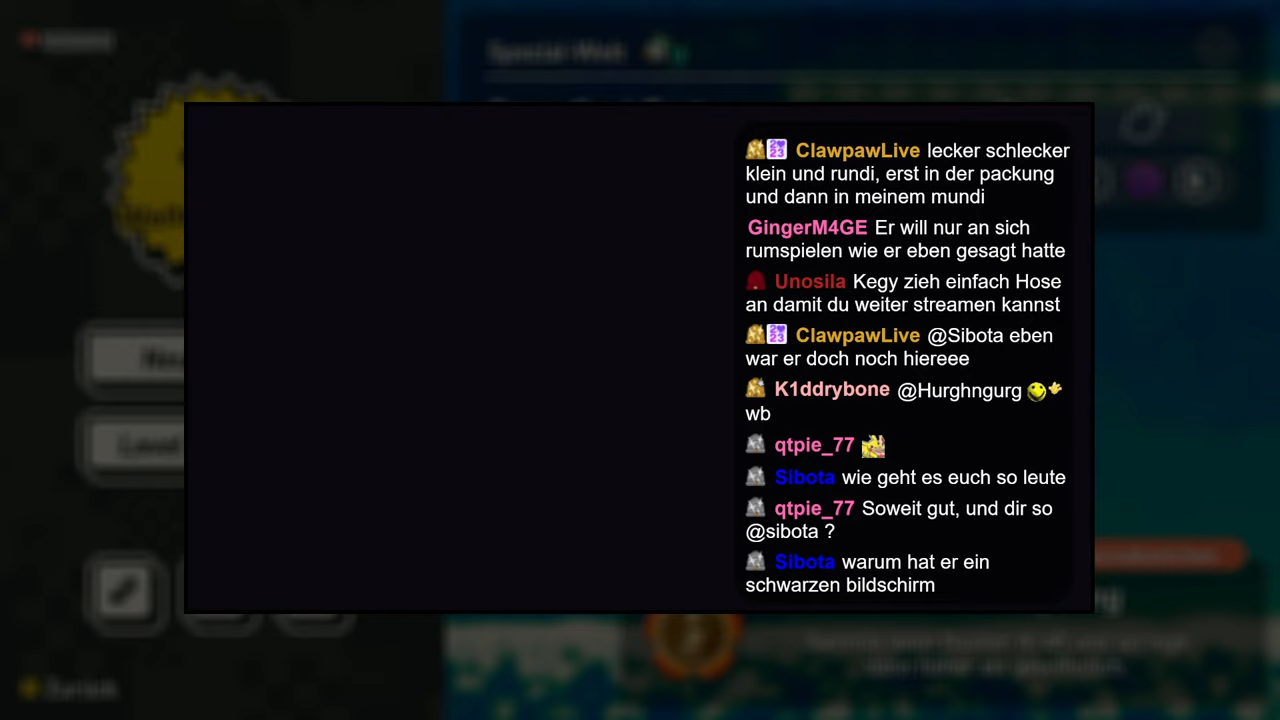 Spezial-Welt
ClawpawLive lecker schlecker
klein und rundi, erst in der packung
und dann in meinem mundi
GingerM4GE Er will nur an sich
rumspielen wie er eben gesagt hatte
Unosila Kegy zieh einfach Hose
an damit du weiter streamen kannst
ClawpawLive @Sibota eben
war er doch noch hiereee
K1ddrybone @Hurghngurg
wb
qtpie_77
Sibota wie geht es euch so leute
qtpie_77 Soweit gut, und dir so
@sibota ?
Sibota warum hat er ein
schwarzen bildschirm
Zurück